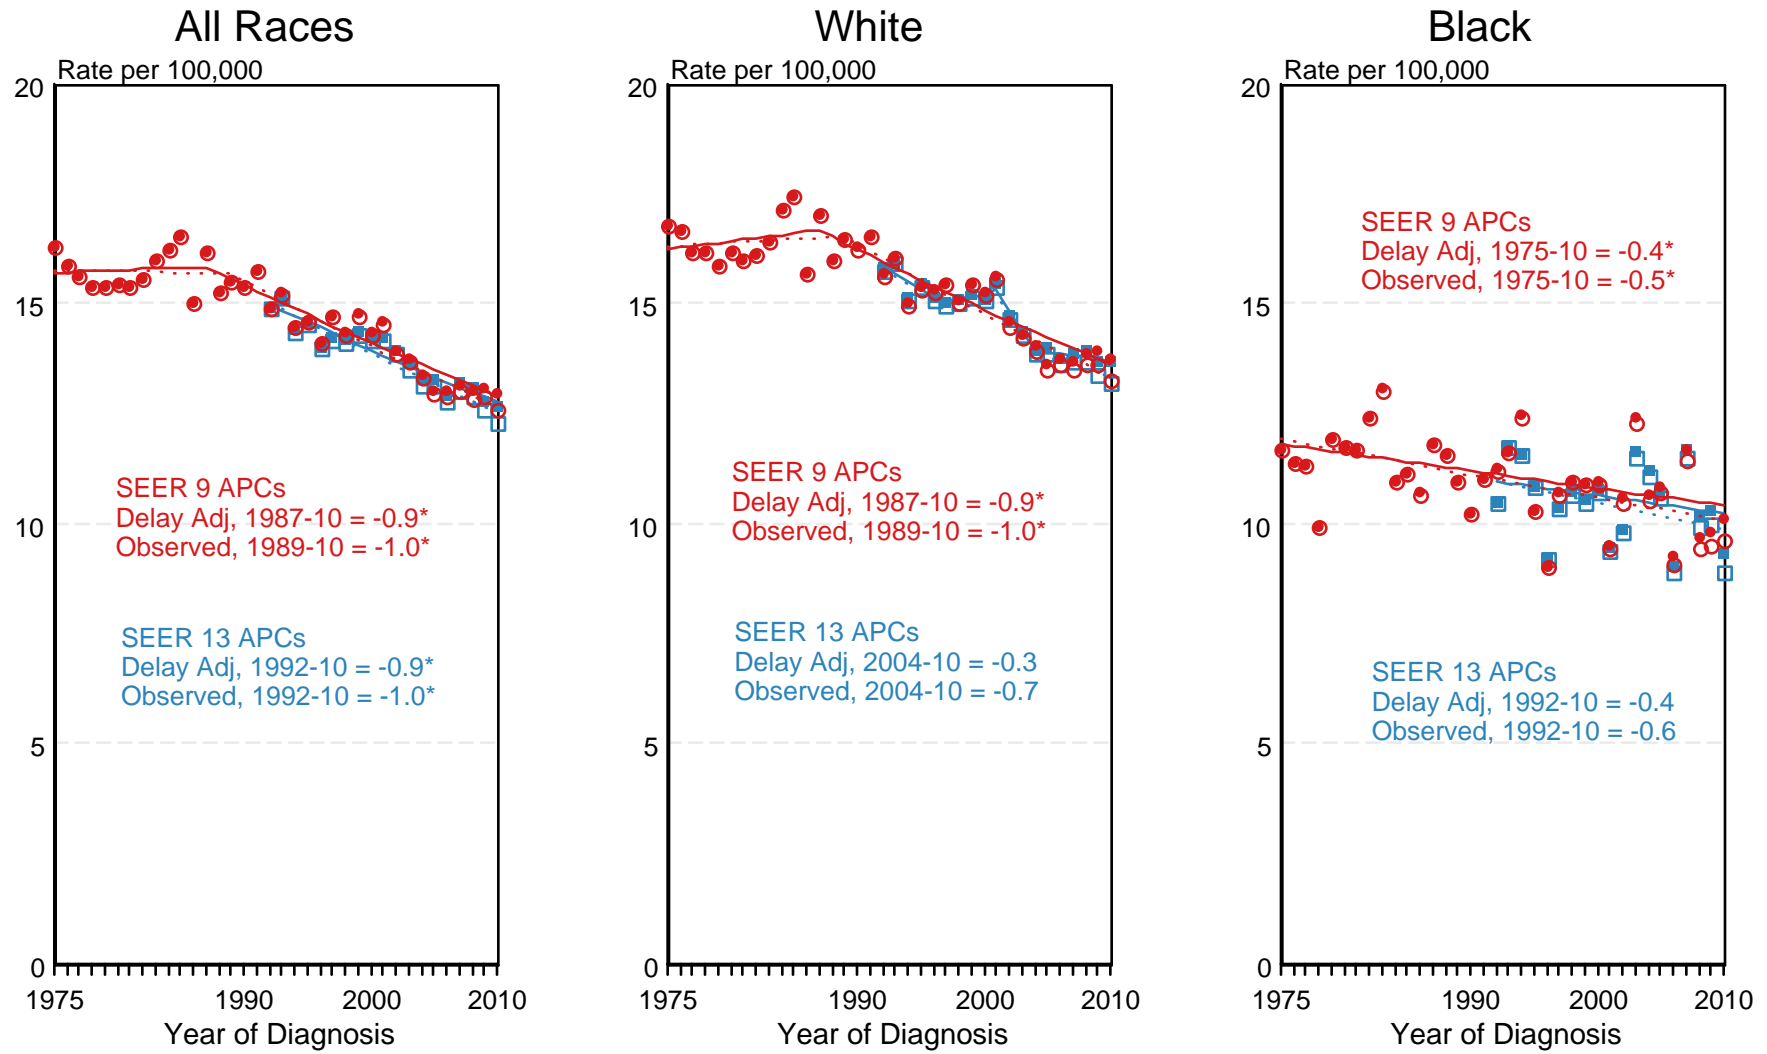 All Races
Rate per 100,000
20
15
10
5
0
SEER 9 APCs
Delay Adj, 1987-10 = -0.9*
Observed, 1989-10 = -1.0*
SEER 13 APCs
Delay Adj, 1992-10 = -0.9*
Observed, 1992-10 = -1.0*
1975 1990 2000 2010
Year of Diagnosis
White
Rate per 100,000
20
15
10
5
0
SEER 9 APCs
Delay Adj, 1987-10 = -0.9*
Observed, 1989-10 = -1.0*
SEER 13 APCs
Delay Adj, 2004-10 = -0.3
Observed, 2004-10 = -0.7
1975 1990 2000 2010
Year of Diagnosis
Black
Rate per 100,000
20
15
10
5
0
SEER 9 APCs
Delay Adj, 1975-10 = -0.4*
Observed, 1975-10 = -0.5*
SEER 13 APCs
Delay Adj, 1992-10 = -0.4
Observed, 1992-10 = -0.6
1975 1990 2000 2010
Year of Diagnosis